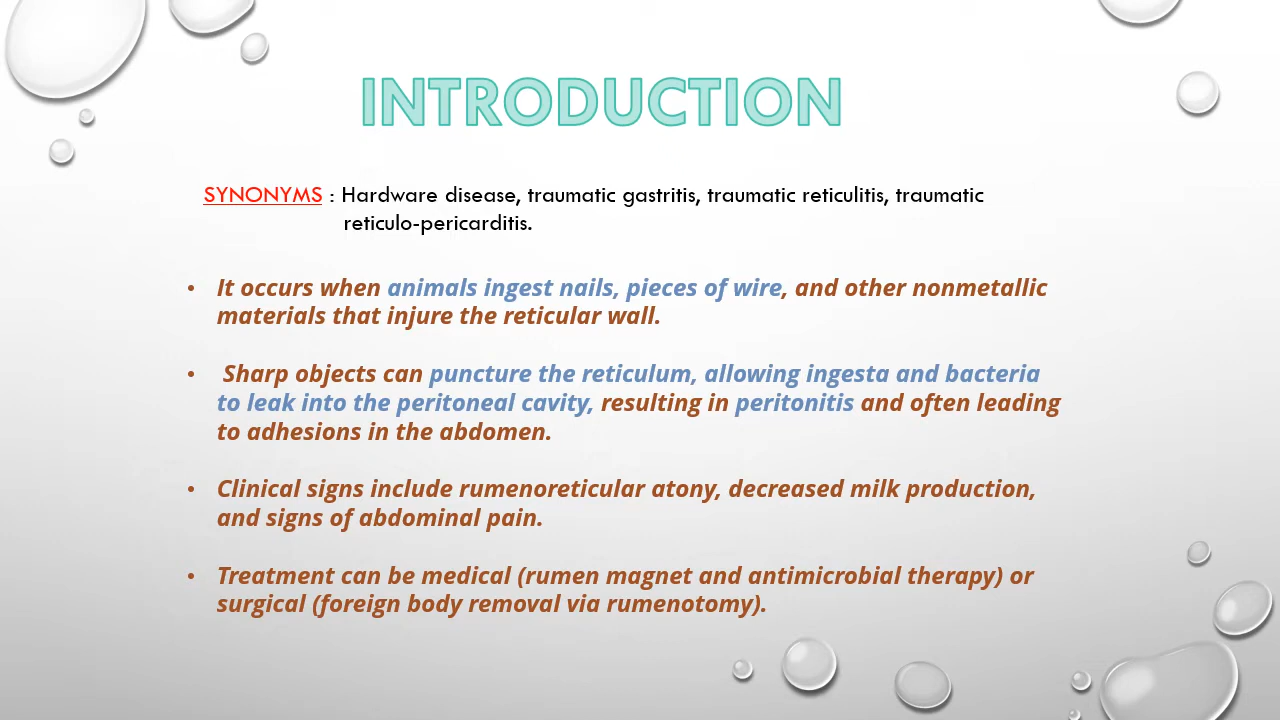 INTRODUCTION
SYNONYMS : Hardware disease, traumatic gastritis, traumatic reticulitis, traumatic
reticulo-pericarditis.
• It occurs when animals ingest nails, pieces of wire, and other nonmetallic
materials that injure the reticular wall.
• Sharp objects can puncture the reticulum, allowing ingesta and bacteria
to leak into the peritoneal cavity, resulting in peritonitis and often leading
to adhesions in the abdomen.
• Clinical signs include rumenoreticular atony, decreased milk production,
and signs of abdominal pain.
• Treatment can be medical (rumen magnet and antimicrobial therapy) or
surgical (foreign body removal via rumenotomy).